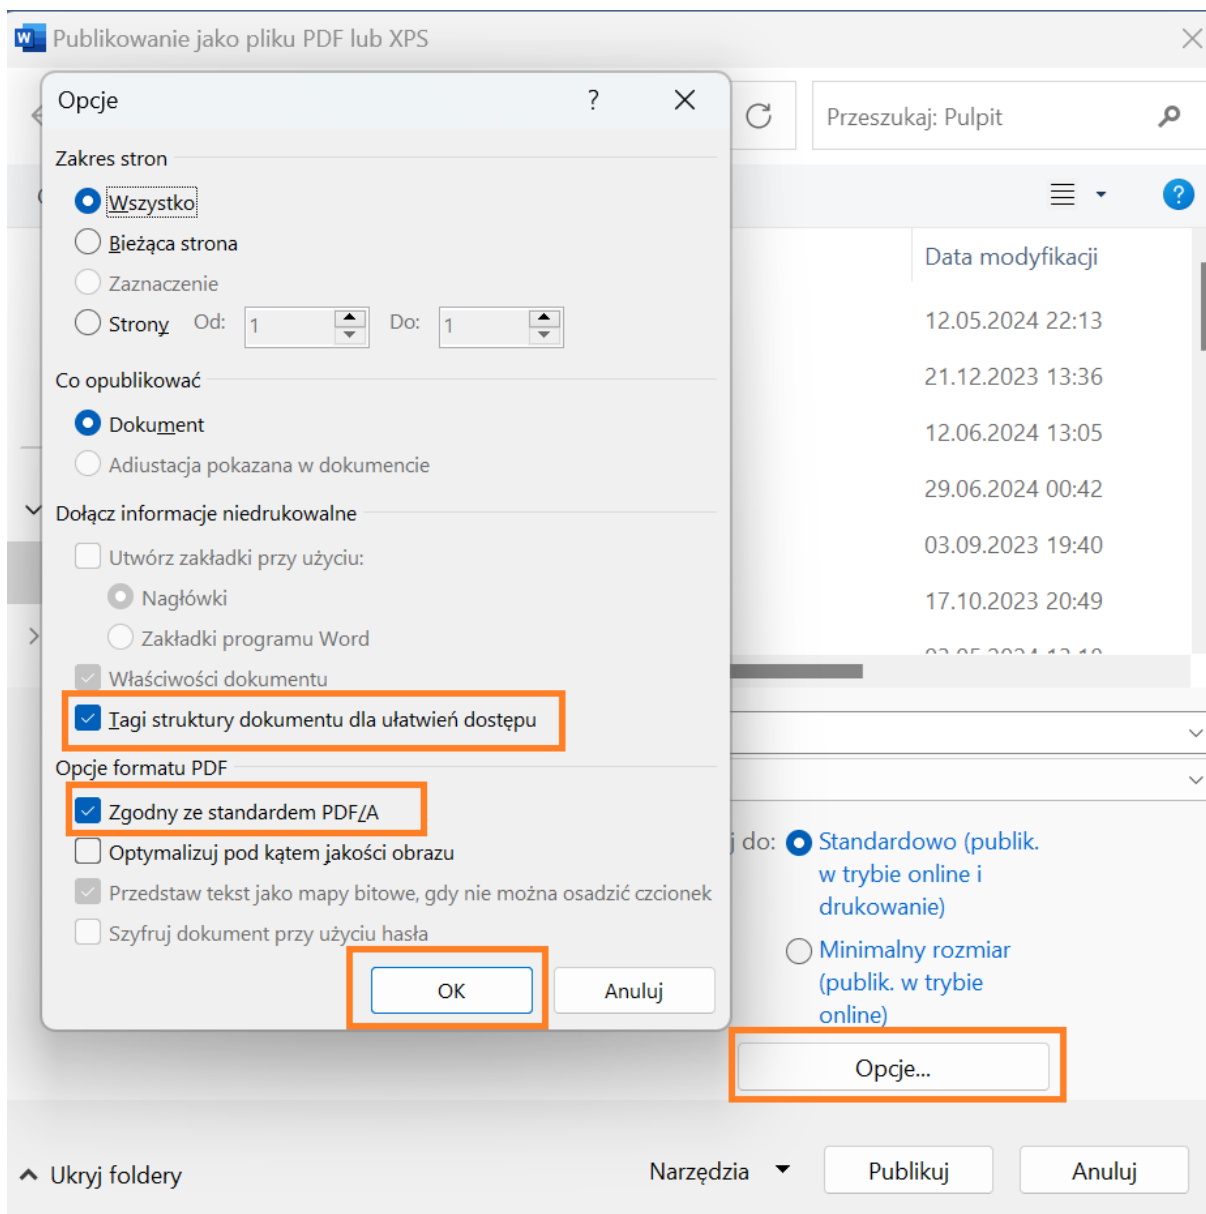 Publikowanie jako pliku PDF lub XPS
Opcje
?
Przeszukaj: Pulpit
Zakres stron
Wszystko
Bieżąca strona
Zaznaczenie
Strony Od: 1 Do: 1
Co opublikować
Dokument
Adiustacja pokazana w dokumencie
Dołącz informacje niedrukowalne
Utwórz zakładki przy użyciu:
Nagłówki
Zakładki programu Word
Właściwości dokumentu
Tagi struktury dokumentu dla ułatwień dostępu
Opcje formatu PDF
Zgodny ze standardem PDF/A
Optymalizuj pod kątem jakości obrazu
Przedstaw tekst jako mapy bitowe, gdy nie można osadzić czcionek
Szyfruj dokument przy użyciu hasła
OK Anuluj
?
Data modyfikacji
12.05.2024 22:13
21.12.2023 13:36
12.06.2024 13:05
29.06.2024 00:42
03.09.2023 19:40
17.10.2023 20:49
j do:
Standardowo (publik.
w trybie online i
drukowanie)
Minimalny rozmiar
(publik. w trybie
online)
Opcje...
Ukryj foldery
Narzędzia
Publikuj
Anuluj